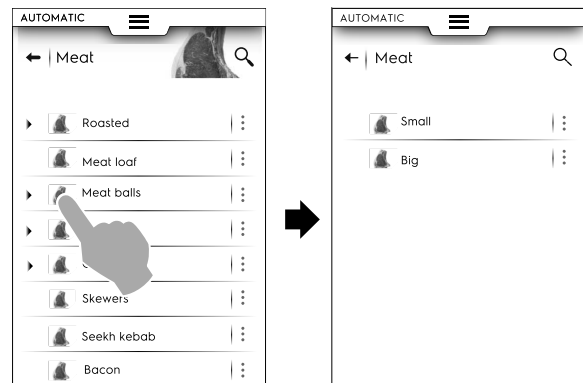 AUTOMATIC
Meat
Roasted
Meat loaf
Meat balls
Skewers
Seekh kebab
Bacon
AUTOMATIC
Meat
Small
Big